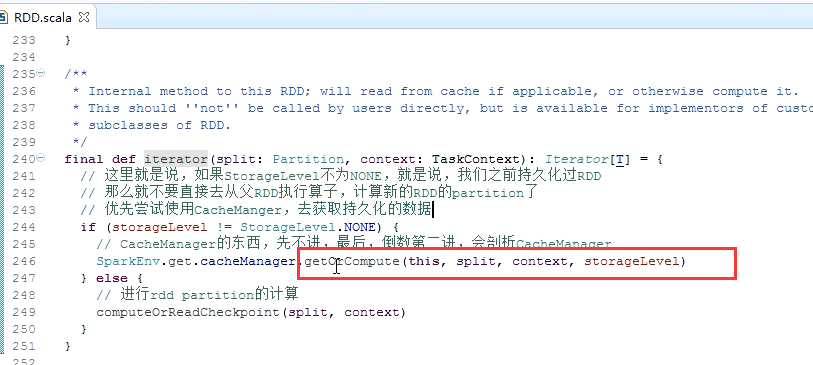 RDD.scala
233 }
234
235 /**
236 * Internal method to this RDD; will read from cache if applicable, or otherwise compute it.
237 * This should ''not'' be called by users directly, but is available for implementors of custo
238 * subclasses of RDD.
239 */
240 final def iterator(split: Partition, context: TaskContext): Iterator[T] = {
241 // 这里就是说，如果StorageLevel不为NONE，就是说，我们之前持久化过RDD
242 // 那么就不要直接去从父RDD执行算子，计算新的RDD的partition了
243 // 优先尝试使用CacheManger，去获取持久化的数据
244 if (storageLevel != StorageLevel.NONE) {
245 // CacheManager的东西，先不讲，最后，倒数第二讲，会剖析CacheManager
246 SparkEnv.get.cacheManager.getOrCompute(this, split, context, storageLevel)
247 } else {
248 // 进行rdd partition的计算
249 computeOrReadCheckpoint(split, context)
250 }
251 }
252